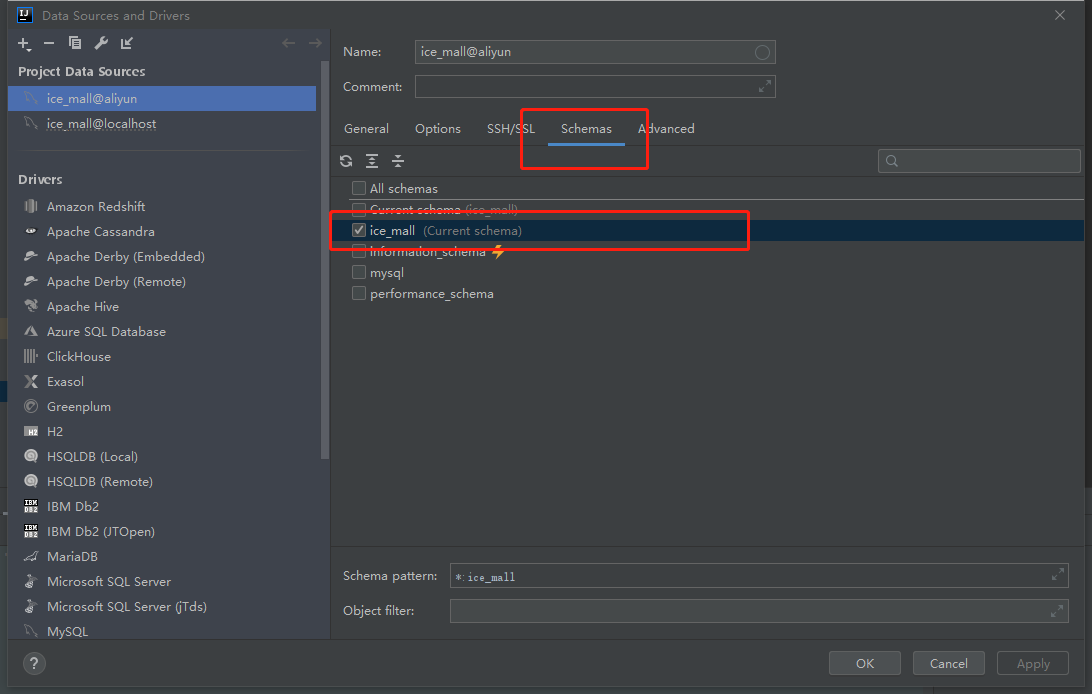 Data Sources and Drivers
Project Data Sources
ice_mall@aliyun
ice_mall@localhost
Drivers
Amazon Redshift
Apache Cassandra
Apache Derby (Embedded)
Apache Derby (Remote)
Apache Hive
Azure SQL Database
ClickHouse
Exasol
Greenplum
H2
HSQLDB (Local)
HSQLDB (Remote)
IBM Db2
IBM Db2 (JTOpen)
MariaDB
Microsoft SQL Server
Microsoft SQL Server (jTds)
MySQL
Name: ice_mall@aliyun
Comment:
General Options SSH/SSL Schemas Advanced
All schemas
Current schema (ice_mall)
ice_mall (Current schema)
information_schema
mysql
performance_schema
Schema pattern: *:ice_mall
Object filter:
? OK Cancel Apply